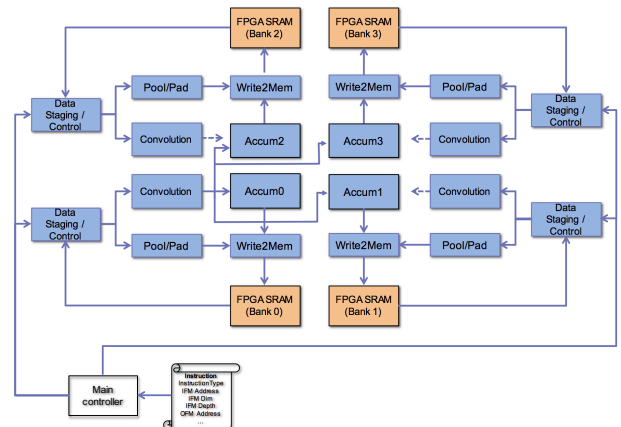 FPGA SRAM
(Bank 2)
FPGA SRAM
(Bank 3)
Pool/Pad
Write2Mem
Write2Mem
Pool/Pad
Data
Staging /
Control
Data
Staging /
Control
Convolution
Accum2
Accum3
Convolution
Convolution
Accum0
Accum1
Convolution
Data
Staging /
Control
Data
Staging /
Control
Pool/Pad
Write2Mem
Write2Mem
Pool/Pad
FPGA SRAM
(Bank 0)
FPGA SRAM
(Bank 1)
Main
controller
Instruction
InstructionType
IFM Address
IFM Dim
IFM Depth
OFM Address
...